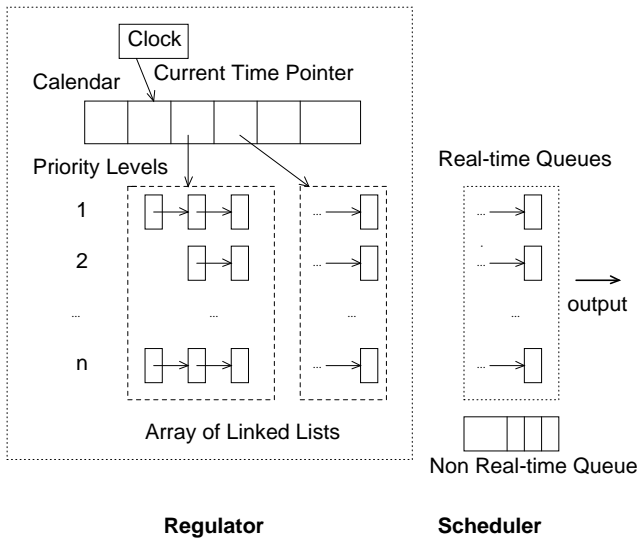 Clock
Current Time Pointer
Calendar
Priority Levels
Real-time Queues
1
...
...
2
...
...
output
...
...
...
...
n
...
...
Array of Linked Lists
Non Real-time Queue
Regulator
Scheduler